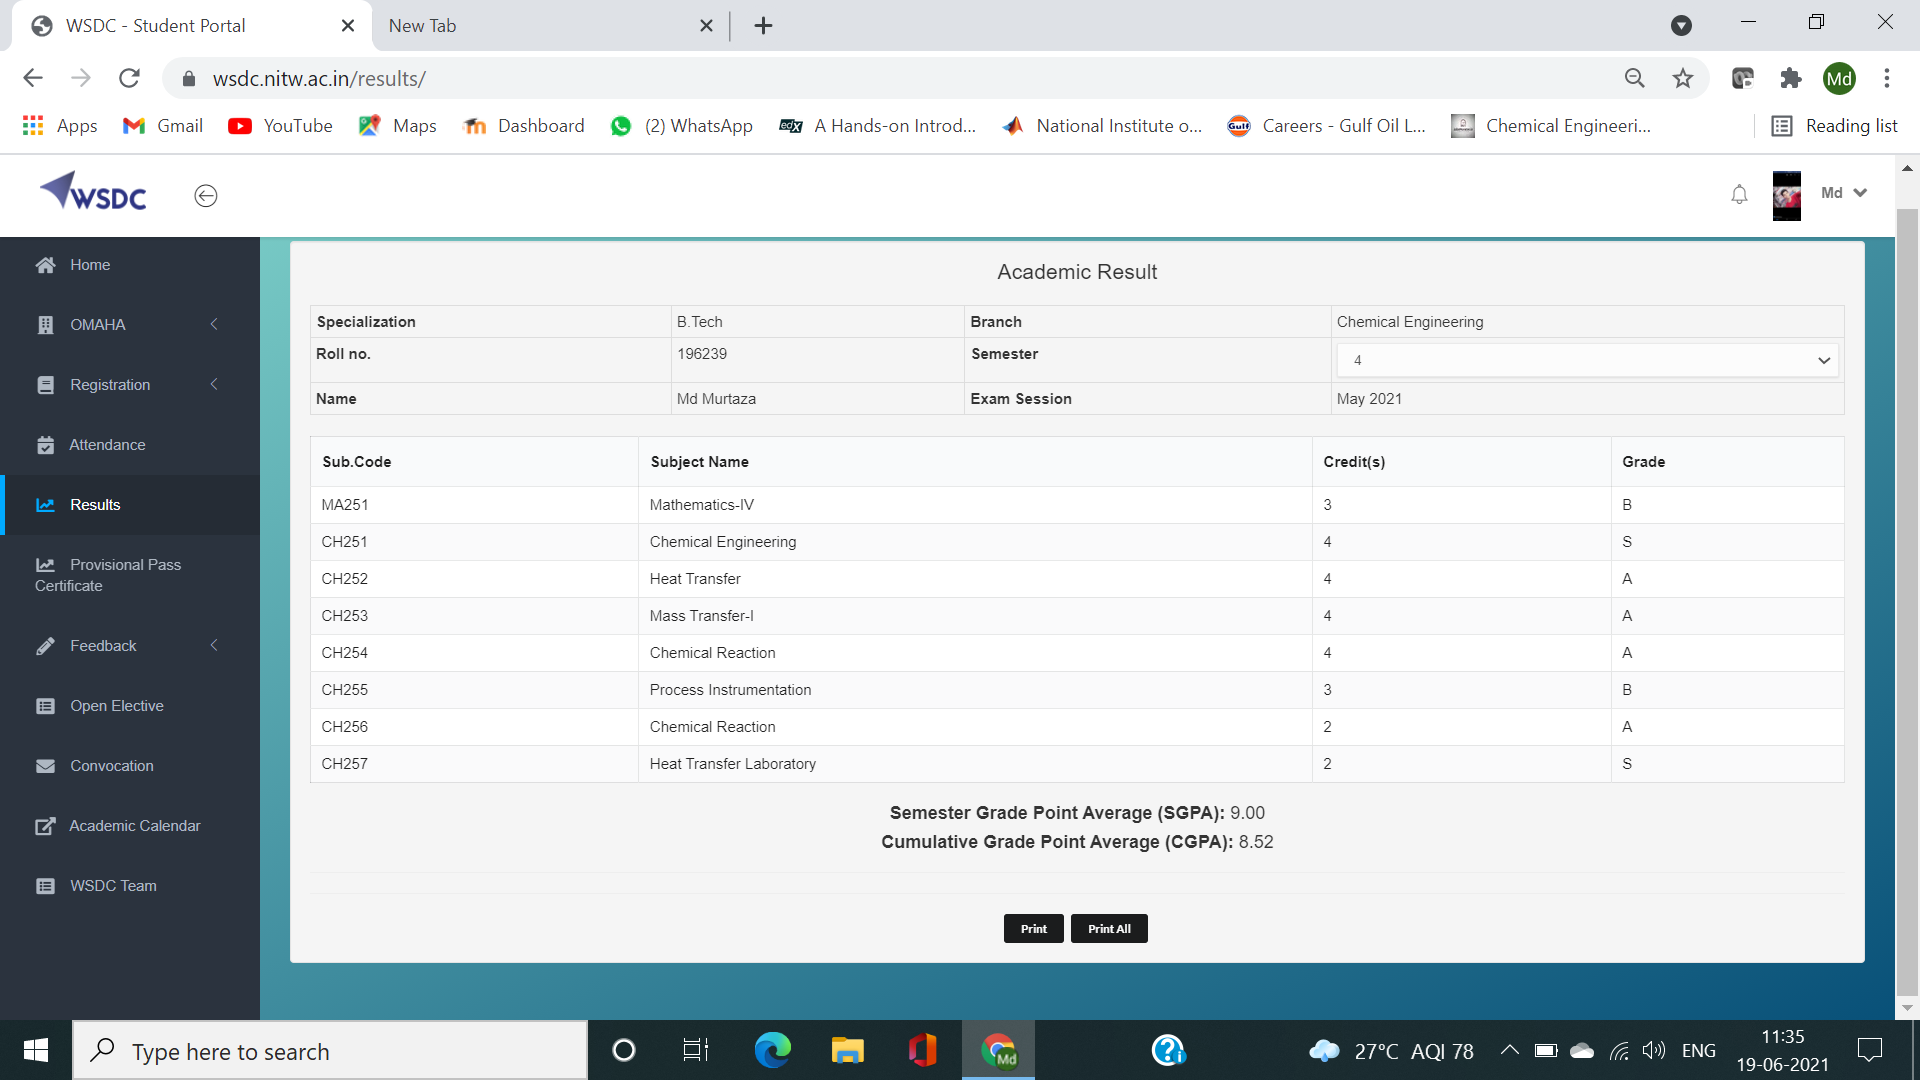 WSDC - Student Portal
New Tab
wsdc.nitw.ac.in/results/
Md
Apps
Gmail
YouTube
Maps
Dashboard
(2) WhatsApp
edX
A Hands-on Introd...
National Institute o...
Gulf
Careers - Gulf Oil L...
Chemical Engineeri...
Reading list
WSDC
Md
Home
OMAHA
Registration
Attendance
Results
Provisional Pass
Certificate
Feedback
Open Elective
Convocation
Academic Calendar
WSDC Team
Academic Result
Specialization B.Tech Branch Chemical Engineering
Roll no. 196239 Semester 4
Name Md Murtaza Exam Session May 2021
Sub.Code Subject Name Credit(s) Grade
MA251 Mathematics-IV 3 B
CH251 Chemical Engineering 4 S
CH252 Heat Transfer 4 A
CH253 Mass Transfer-I 4 A
CH254 Chemical Reaction 4 A
CH255 Process Instrumentation 3 B
CH256 Chemical Reaction 2 A
CH257 Heat Transfer Laboratory 2 S
Semester Grade Point Average (SGPA): 9.00
Cumulative Grade Point Average (CGPA): 8.52
Print Print All
Type here to search
Md
27°C AQI 78
ENG
11:35
19-06-2021